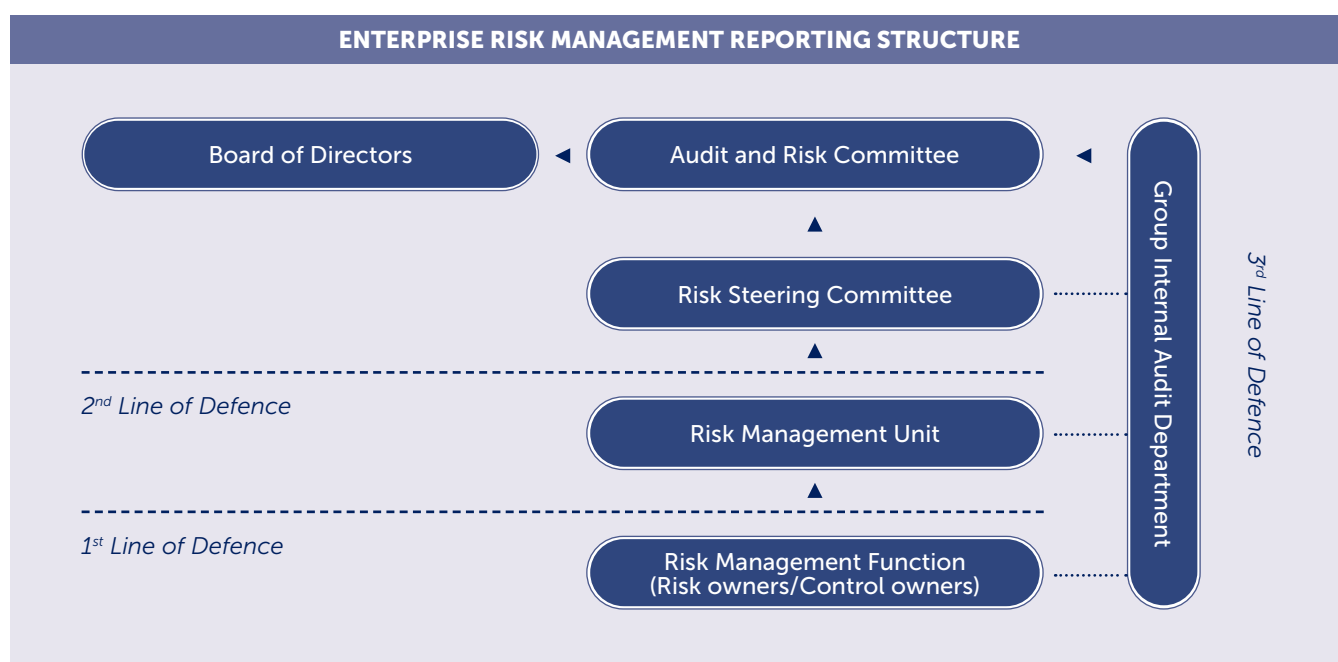 ENTERPRISE RISK MANAGEMENT REPORTING STRUCTURE
Board of Directors
Audit and Risk Committee
Risk Steering Committee
2nd Line of Defence
Risk Management Unit
1st Line of Defence
Risk Management Function
(Risk owners/Control owners)
Group Internal Audit Department
3rd Line of Defence